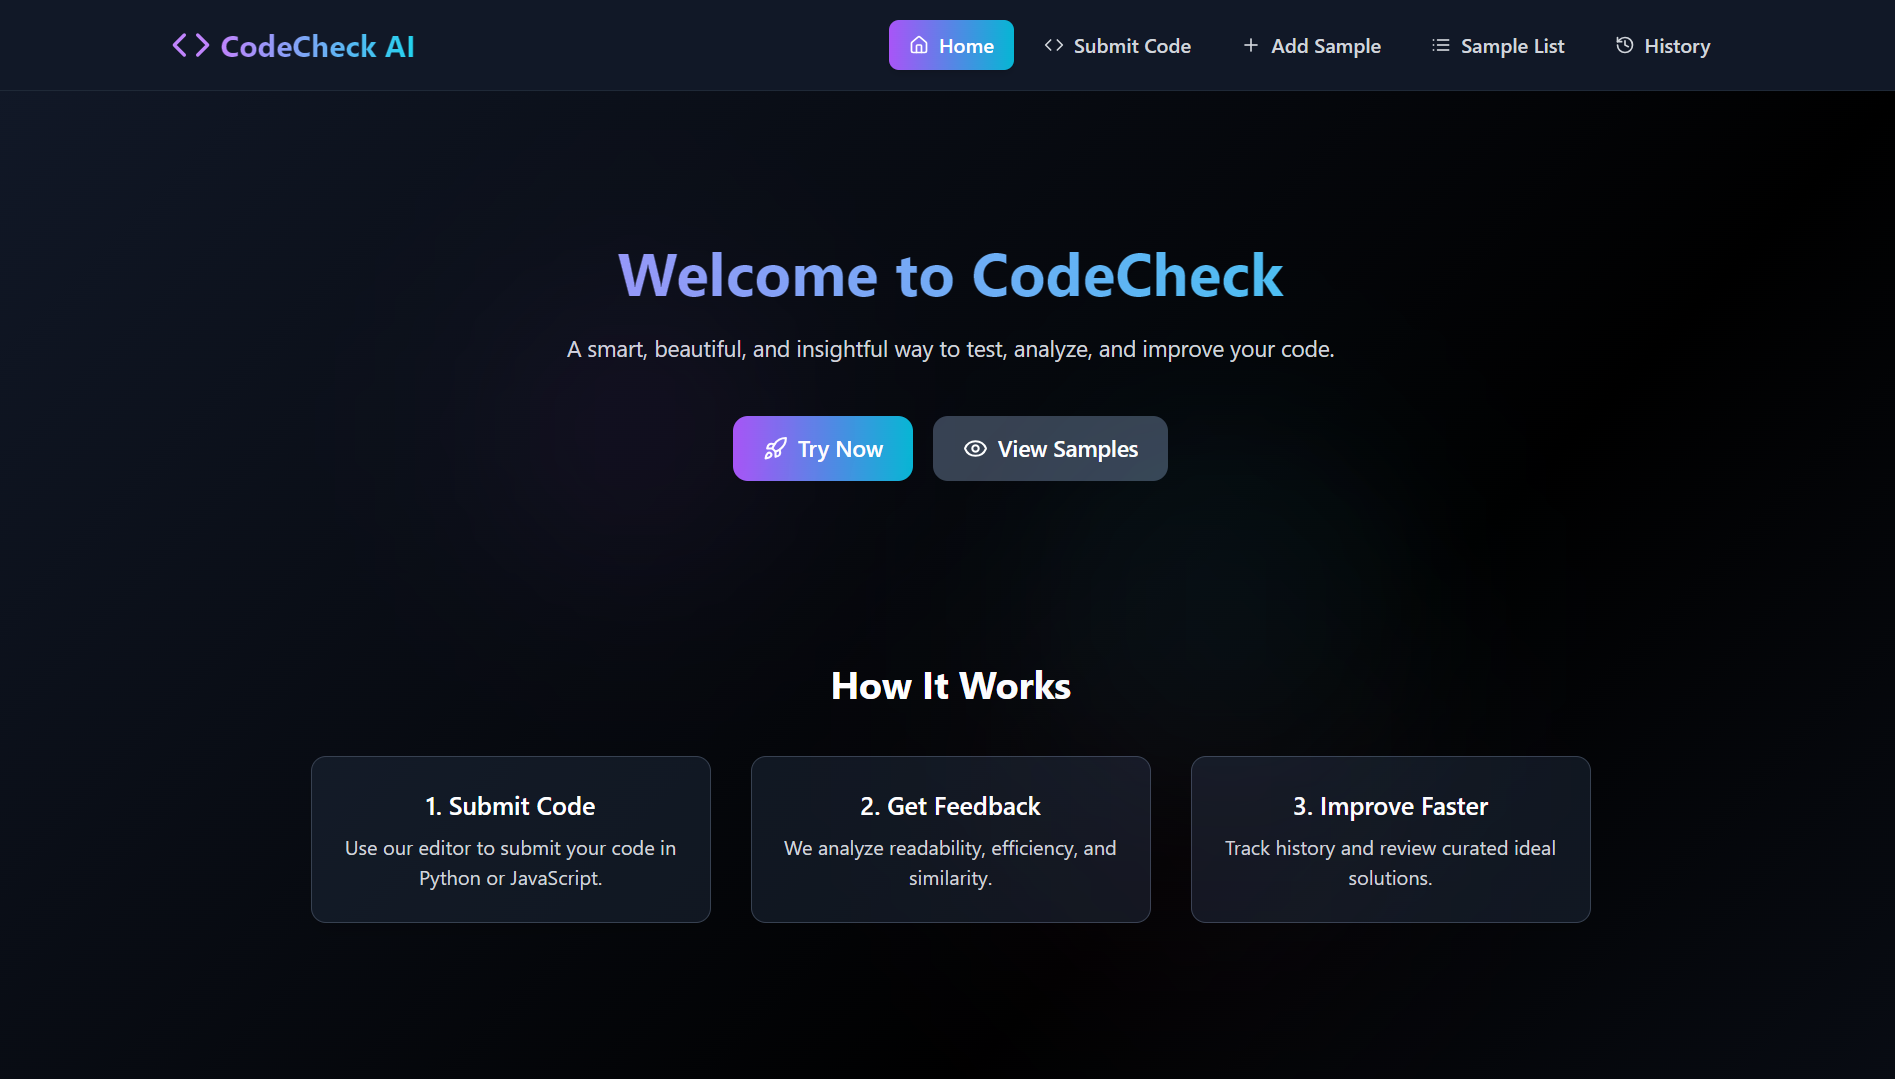 CodeCheck AI
Home
Submit Code
Add Sample
Sample List
History
Welcome to CodeCheck
A smart, beautiful, and insightful way to test, analyze, and improve your code.
Try Now
View Samples
How It Works
1. Submit Code
Use our editor to submit your code in
Python or JavaScript.
2. Get Feedback
We analyze readability, efficiency, and
similarity.
3. Improve Faster
Track history and review curated ideal
solutions.